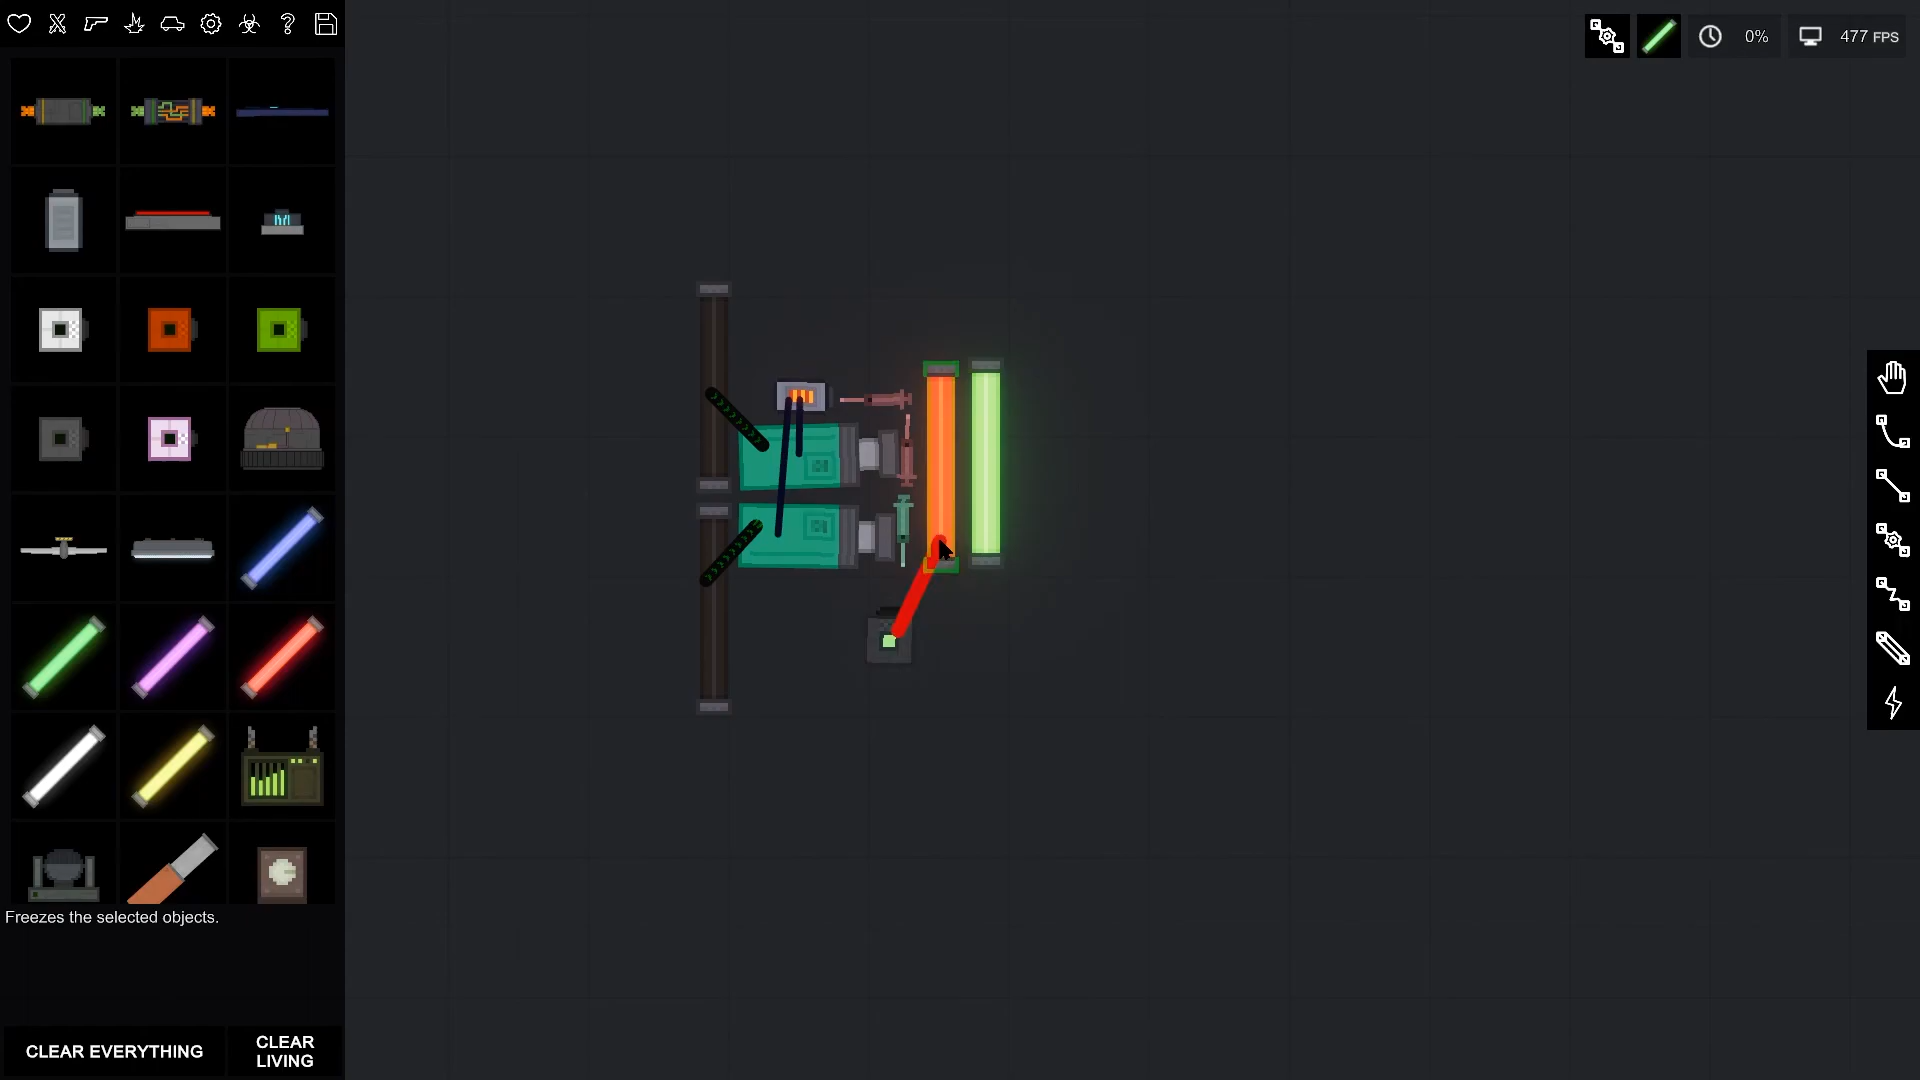 0%
477 FPS
Freezes the selected objects.
CLEAR EVERYTHING
CLEAR
LIVING